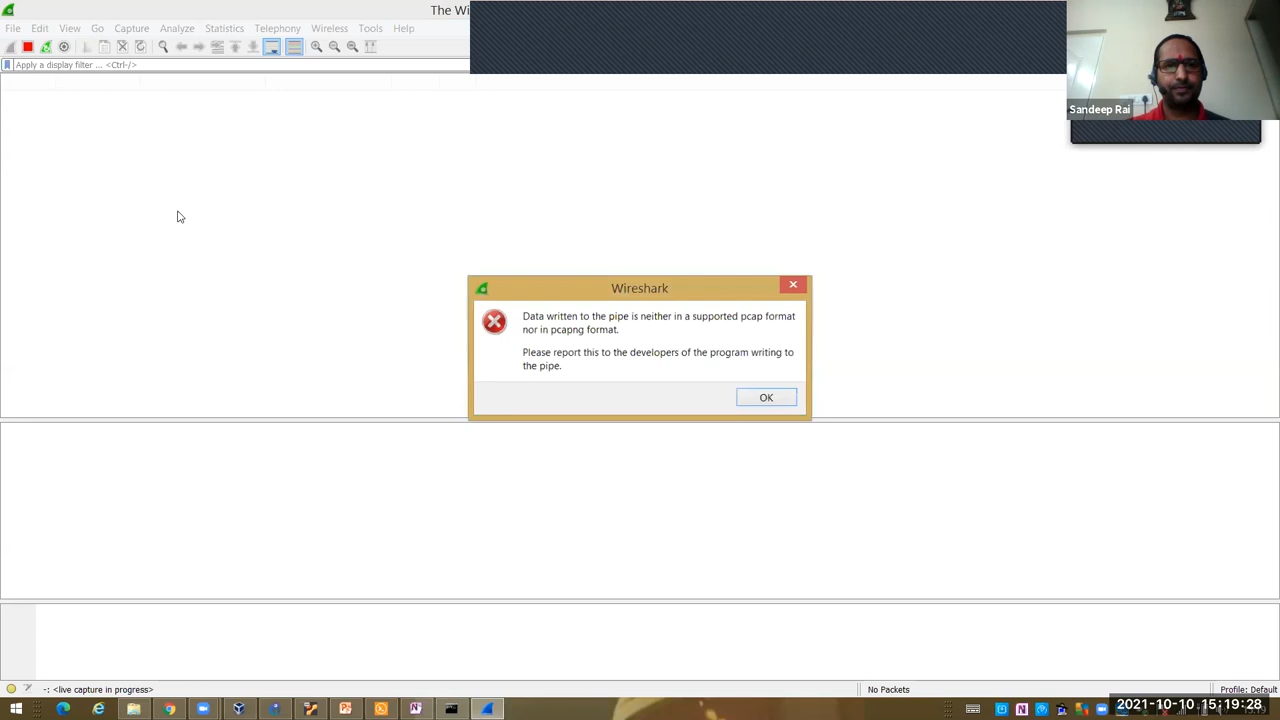 The Wi
File Edit View Go Capture Analyze Statistics Telephony Wireless Tools Help
Apply a display filter ... <Ctrl-/>
Sandeep Rai
Wireshark
Data written to the pipe is neither in a supported pcap format
nor in pcapng format.
Please report this to the developers of the program writing to
the pipe.
OK
-: <live capture in progress>
No Packets
Profile: Default
2021-10-10 15:19:28